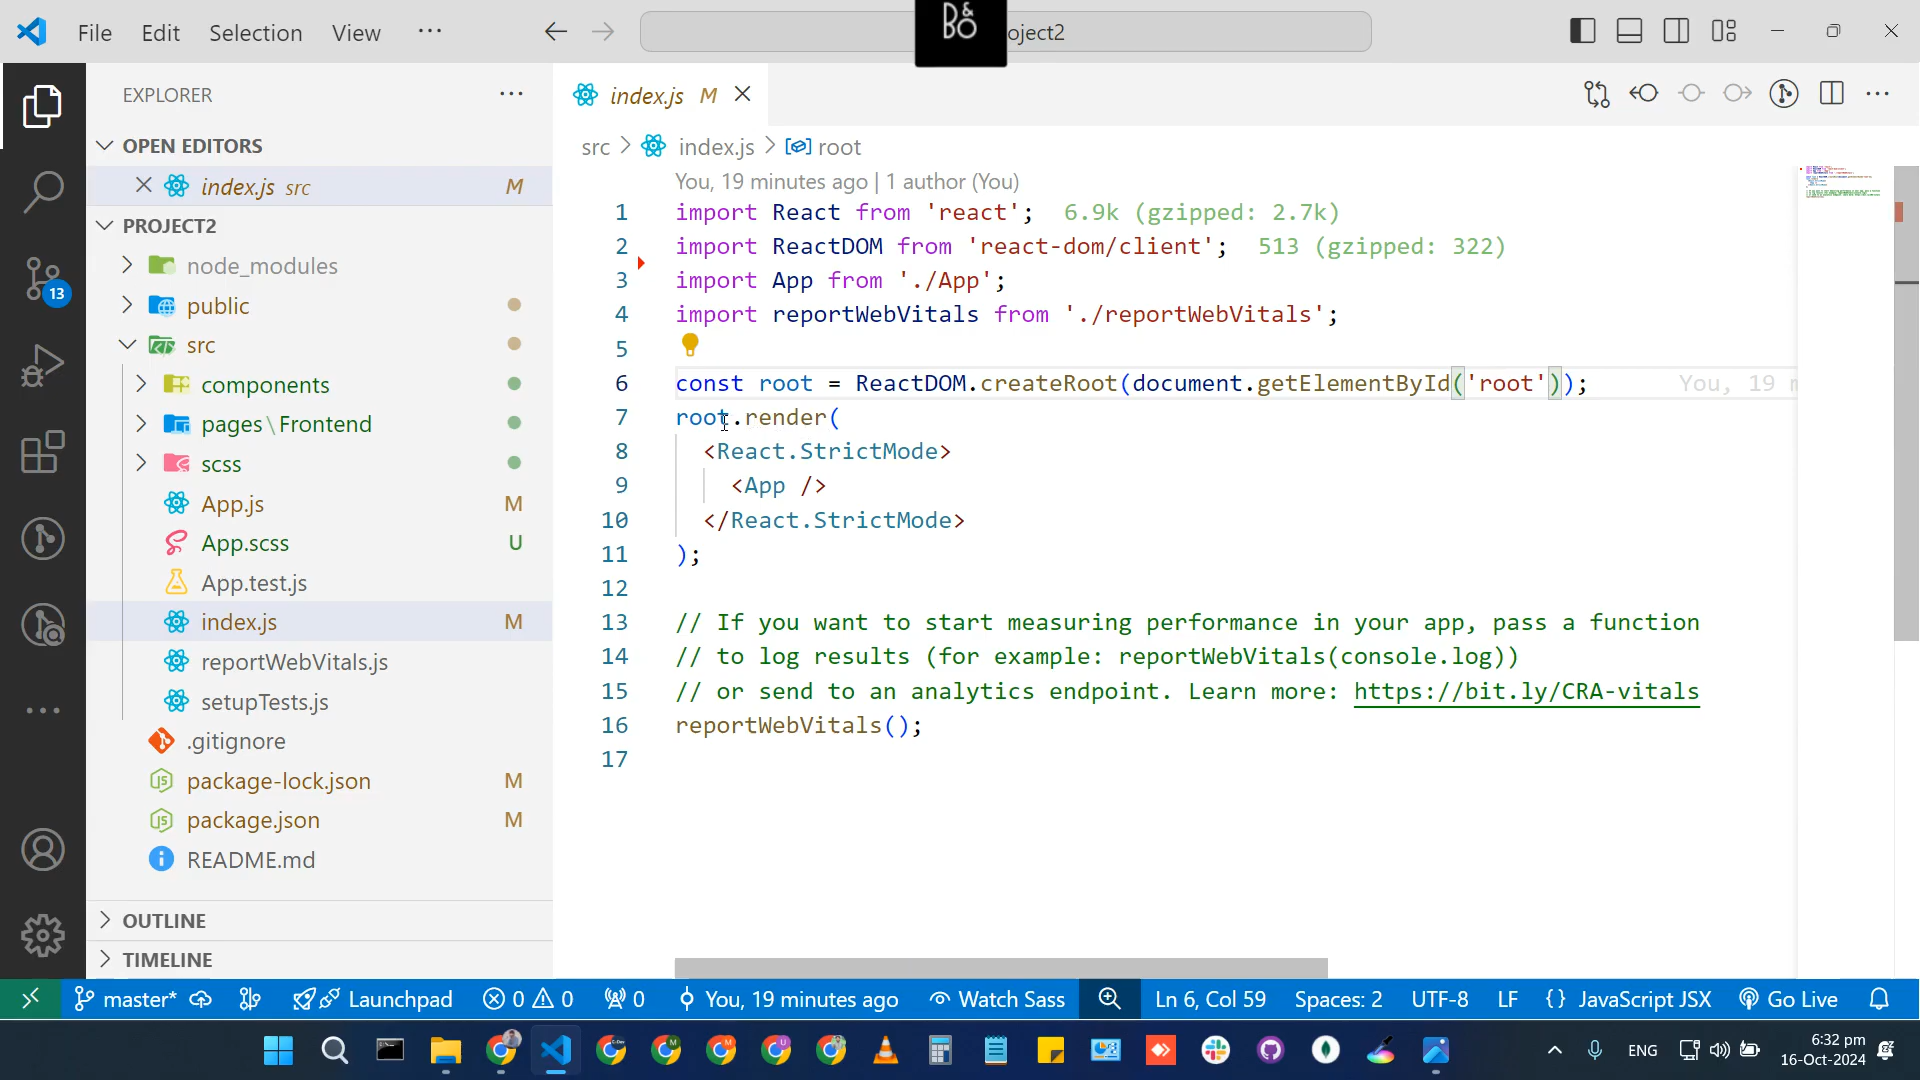 File Edit Selection View ...
B&O
oject2
EXPLORER
OPEN EDITORS
index.js src M
PROJECT2
node_modules
public
src
components
pages\Frontend
scss
App.js M
App.scss U
App.test.js
index.js M
reportWebVitals.js
setupTests.js
.gitignore
package-lock.json M
package.json M
README.md
OUTLINE
TIMELINE
13
index.js M
src > index.js > root
You, 19 minutes ago | 1 author (You)
1 import React from 'react'; 6.9k (gzipped: 2.7k)
2 import ReactDOM from 'react-dom/client'; 513 (gzipped: 322)
3 import App from './App';
4 import reportWebVitals from './reportWebVitals';
5
6 const root = ReactDOM.createRoot(document.getElementById('root')); You, 19 m
7 root.render(
8 <React.StrictMode>
9 <App />
10 </React.StrictMode>
11 );
12
13 // If you want to start measuring performance in your app, pass a function
14 // to log results (for example: reportWebVitals(console.log))
15 // or send to an analytics endpoint. Learn more: https://bit.ly/CRA-vitals
16 reportWebVitals();
17
master* Launchpad 0 0 0 You, 19 minutes ago Watch Sass Ln 6, Col 59 Spaces: 2 UTF-8 LF {} JavaScript JSX Go Live
ENG
6:32 pm
16-Oct-2024